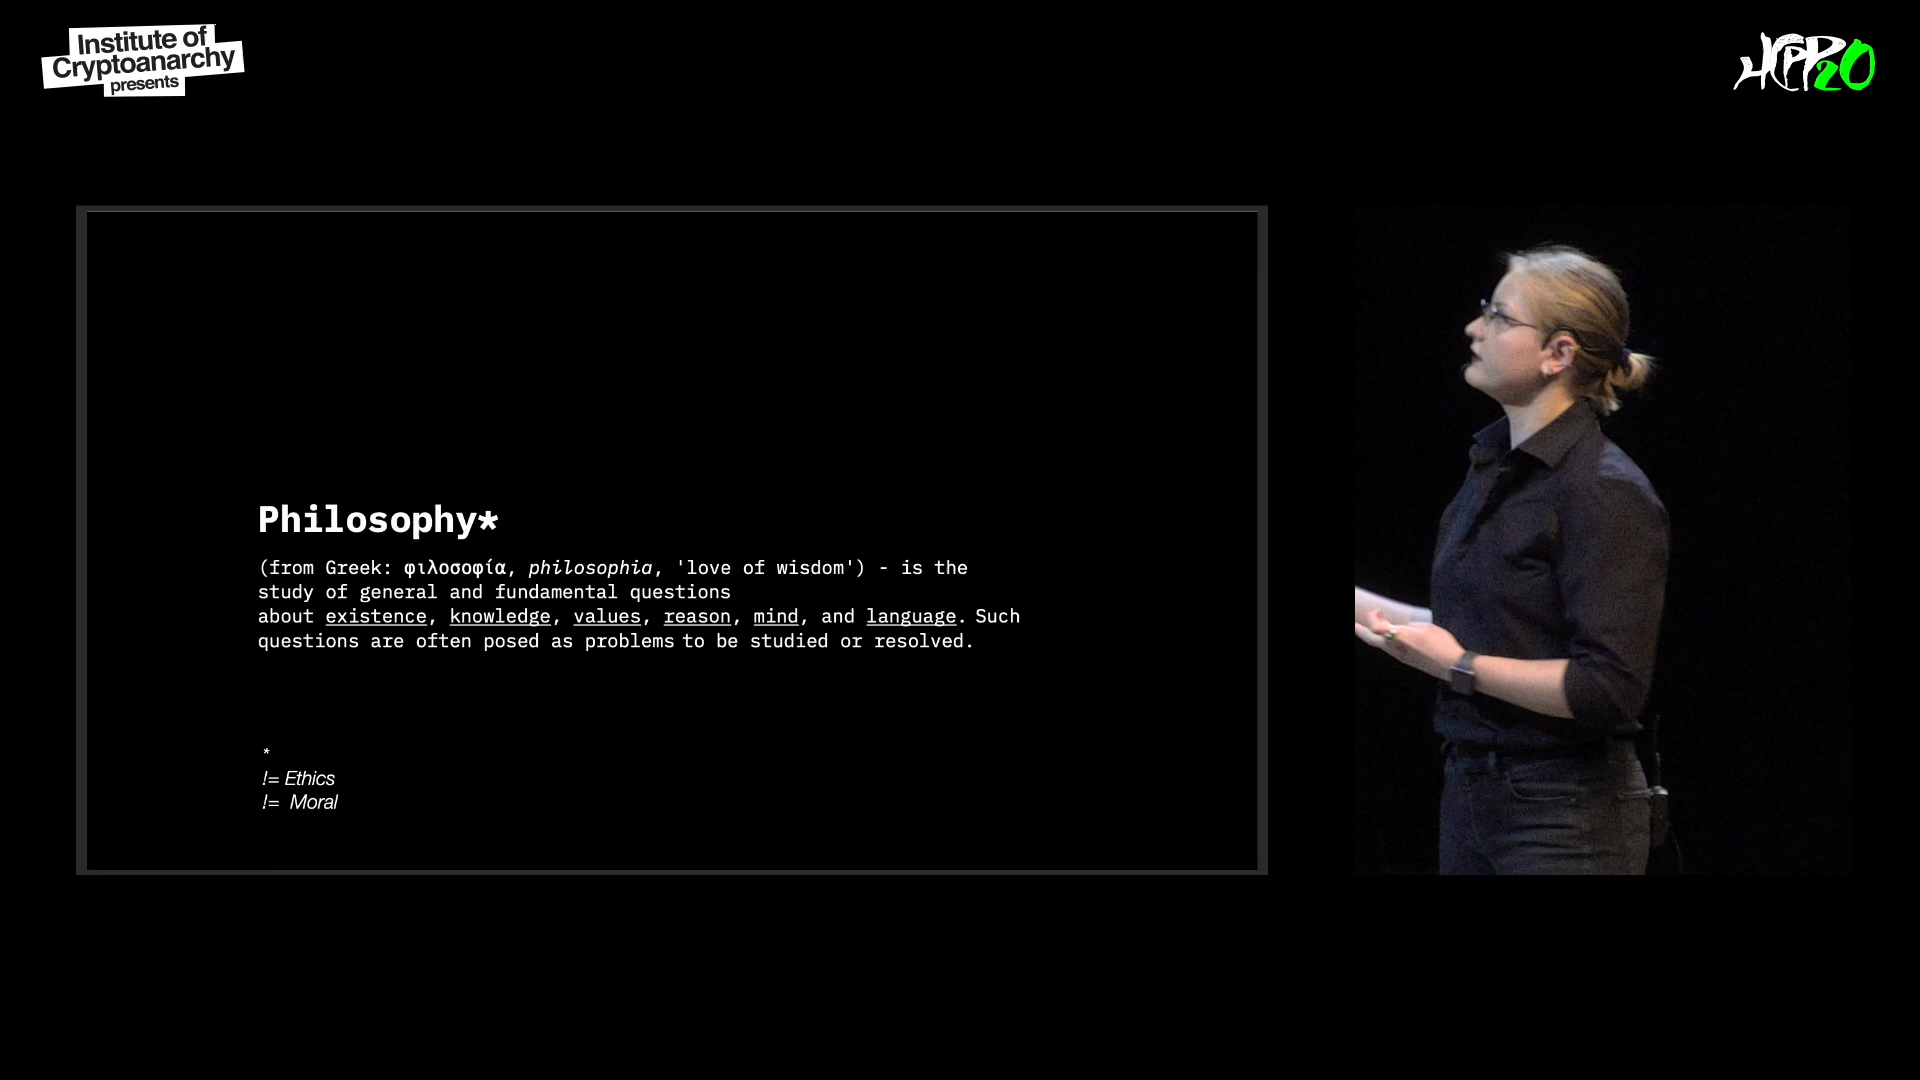 Institute of
Cryptoanarchy
presents
HCPP20
Philosophy*
(from Greek: φιλοσοφία, philosophia, 'love of wisdom') - is the
study of general and fundamental questions
about existence, knowledge, values, reason, mind, and language. Such
questions are often posed as problems to be studied or resolved.
*
!= Ethics
!= Moral